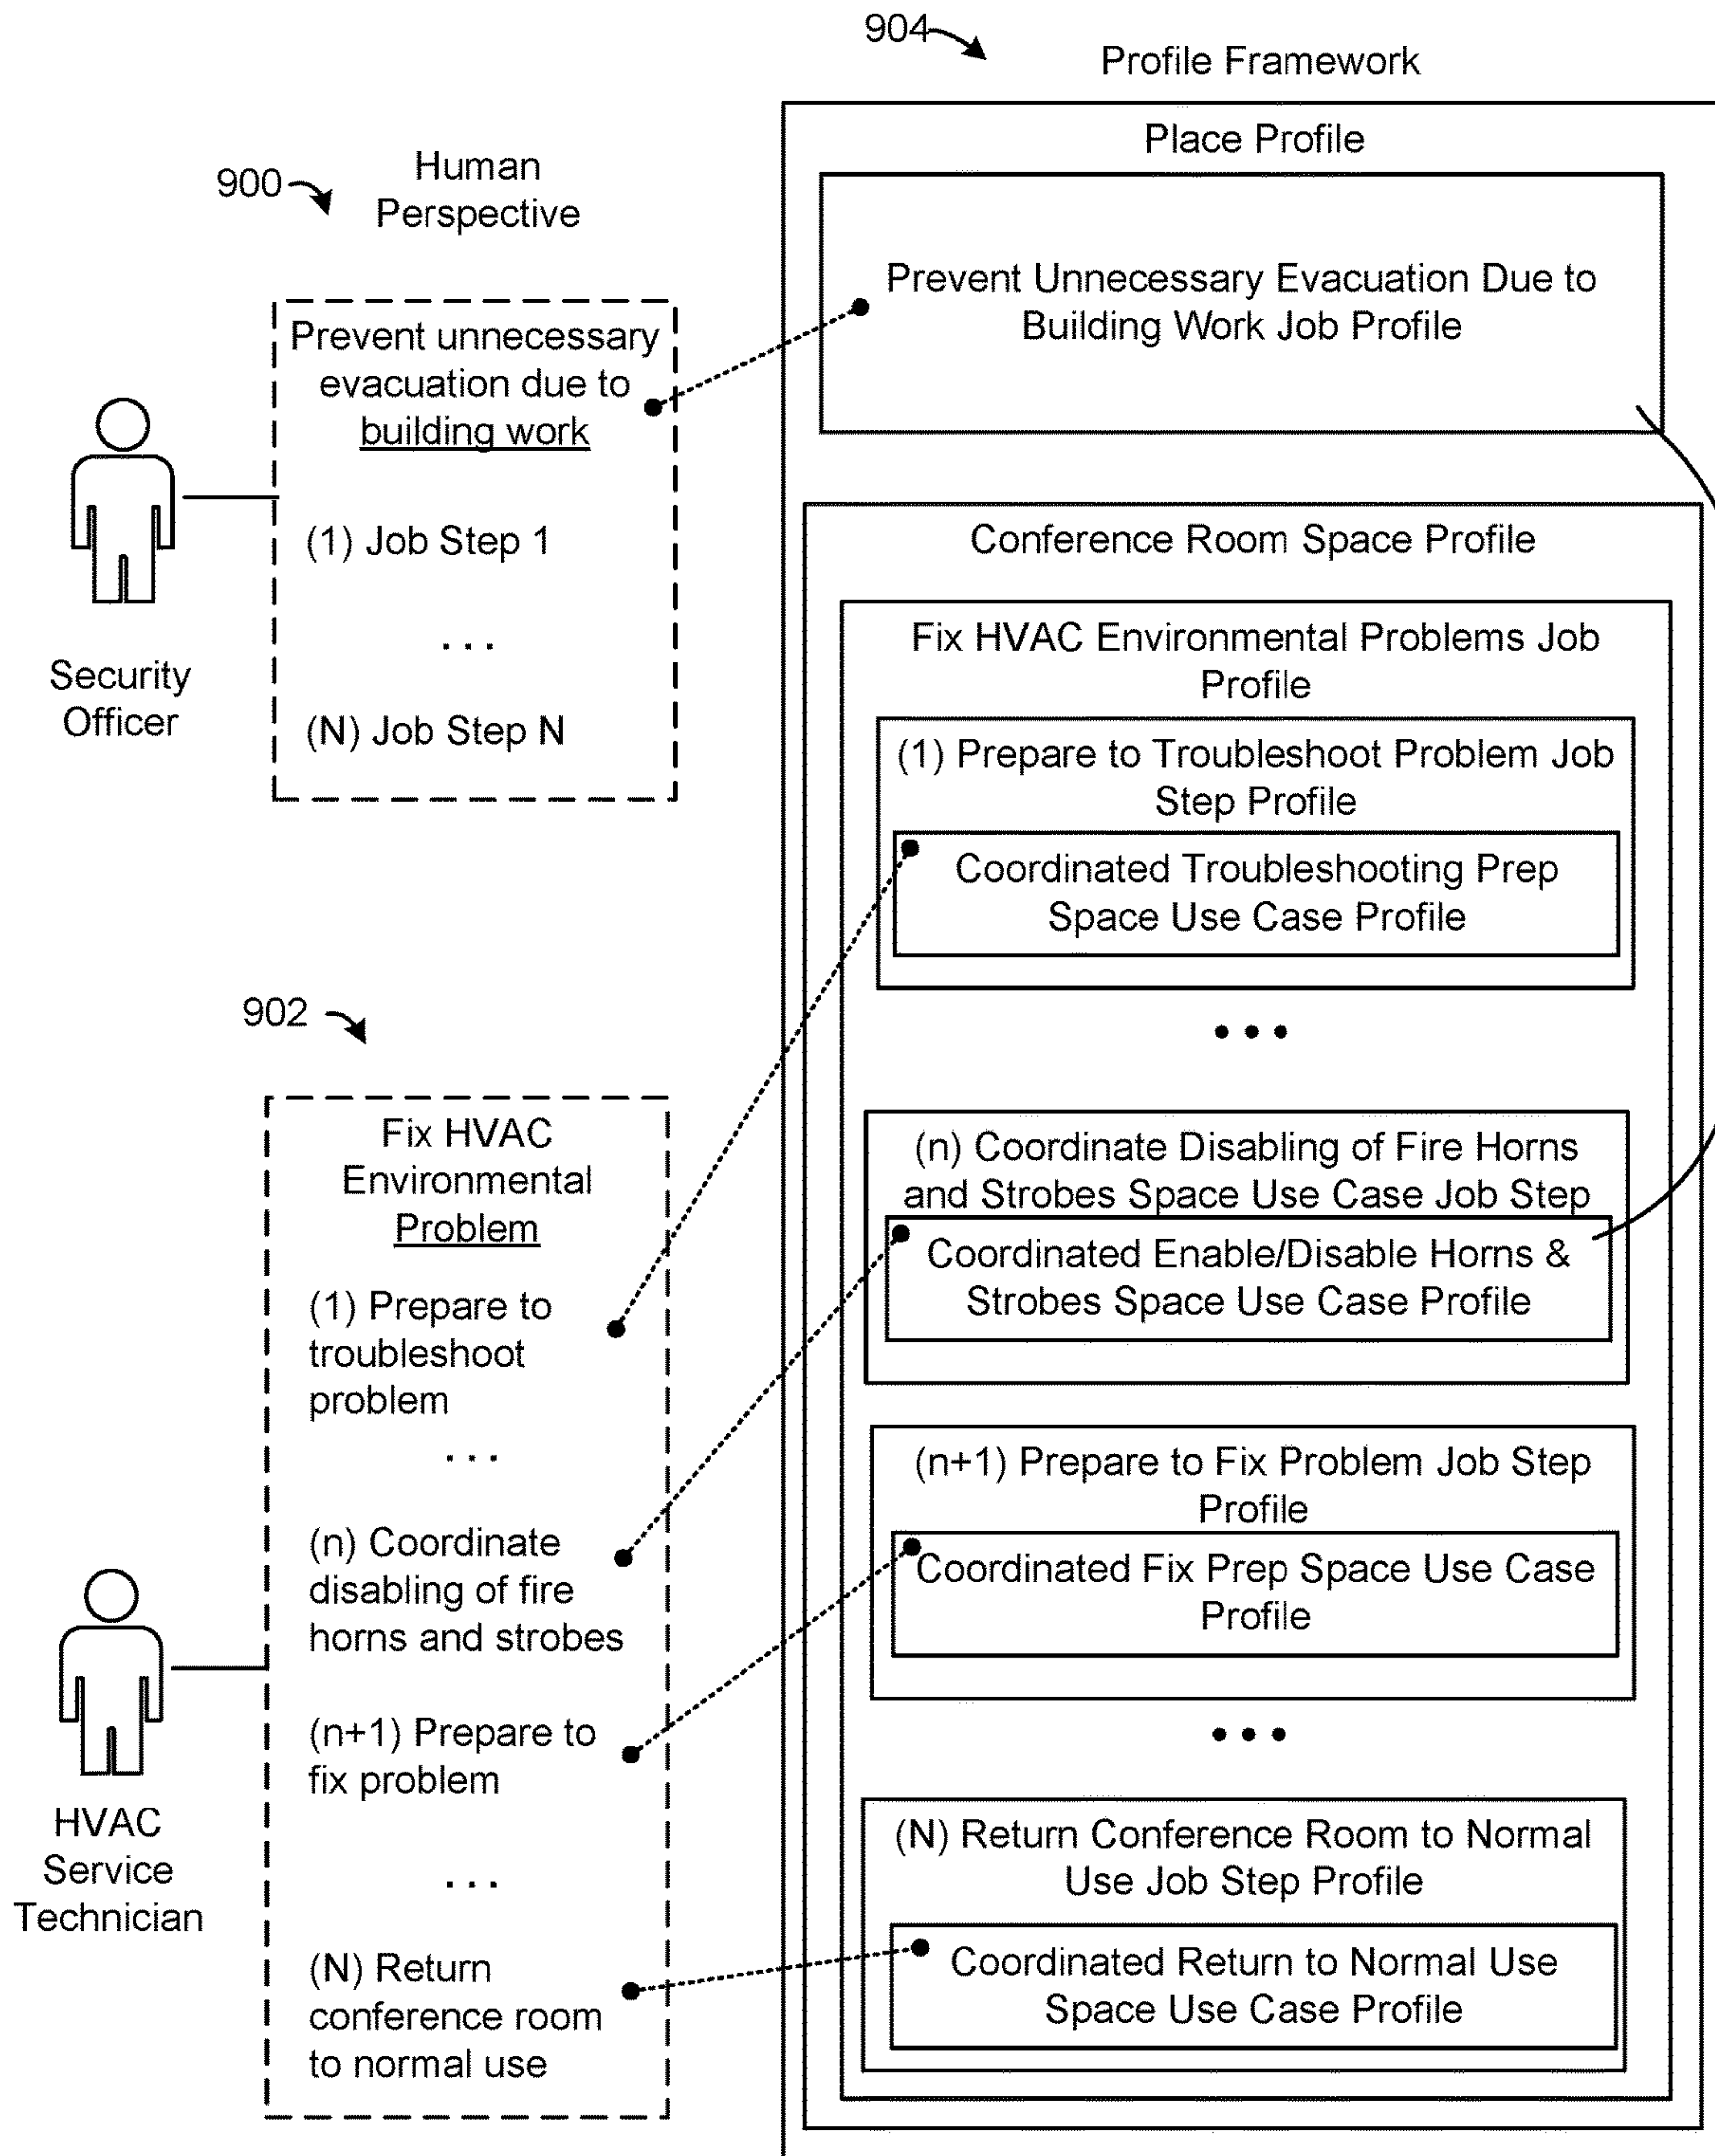 904
Profile Framework
Place Profile
900
Human
Perspective
Prevent unnecessary
evacuation due to
building work
(1) Job Step 1
...
(N) Job Step N
Security
Officer
Prevent Unnecessary Evacuation Due to
Building Work Job Profile
Conference Room Space Profile
Fix HVAC Environmental Problems Job
Profile
(1) Prepare to Troubleshoot Problem Job
Step Profile
Coordinated Troubleshooting Prep
Space Use Case Profile
...
902
Fix HVAC
Environmental
Problem
(1) Prepare to
troubleshoot
problem
...
(n) Coordinate
disabling of fire
horns and strobes
(n+1) Prepare to
fix problem
...
(N) Return
conference room
to normal use
HVAC
Service
Technician
(n) Coordinate Disabling of Fire Horns
and Strobes Space Use Case Job Step
Coordinated Enable/Disable Horns &
Strobes Space Use Case Profile
(n+1) Prepare to Fix Problem Job Step
Profile
Coordinated Fix Prep Space Use Case
Profile
...
(N) Return Conference Room to Normal
Use Job Step Profile
Coordinated Return to Normal Use
Space Use Case Profile